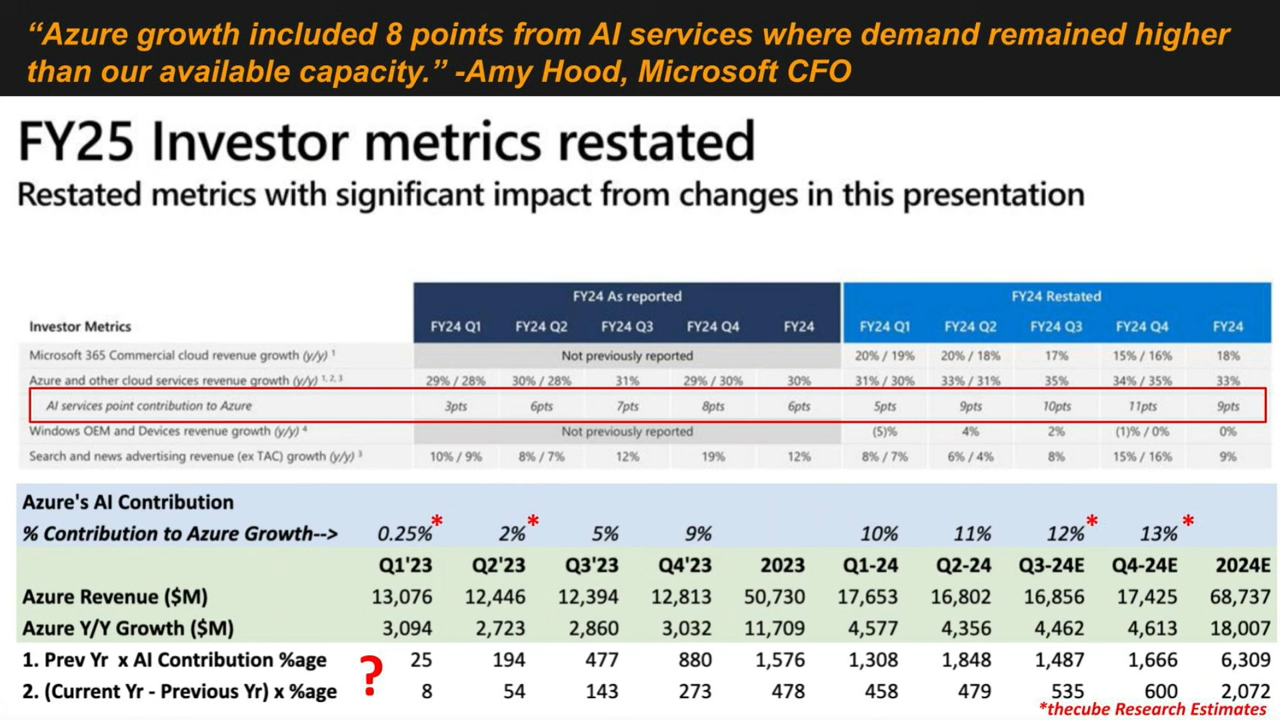 “Azure growth included 8 points from AI services where demand remained higher
than our available capacity.” -Amy Hood, Microsoft CFO
FY25 Investor metrics restated
Restated metrics with significant impact from changes in this presentation
FY24 As reported FY24 Restated
Investor Metrics FY24 Q1 FY24 Q2 FY24 Q3 FY24 Q4 FY24 FY24 Q1 FY24 Q2 FY24 Q3 FY24 Q4 FY24
Microsoft 365 Commercial cloud revenue growth (y/y) 1 Not previously reported 20% / 19% 20% / 18% 17% 15% / 16% 18%
Azure and other cloud services revenue growth (y/y) 1, 2, 3 29% / 28% 30% / 28% 31% 29% / 30% 30% 31% / 30% 33% / 31% 35% 34% / 35% 33%
AI services point contribution to Azure 3pts 6pts 7pts 8pts 6pts 5pts 9pts 10pts 11pts 9pts
Windows OEM and Devices revenue growth (y/y) 4 Not previously reported (5)% 4% 2% (1)% / 0% 0%
Search and news advertising revenue (ex TAC) growth (y/y) 3 10% / 9% 8% / 7% 12% 19% 12% 8% / 7% 6% / 4% 8% 15% / 16% 9%
Azure's AI Contribution
% Contribution to Azure Growth--> 0.25%* 2%* 5% 9% 10% 11% 12%* 13%*
Q1'23 Q2'23 Q3'23 Q4'23 2023 Q1-24 Q2-24 Q3-24E Q4-24E 2024E
Azure Revenue ($M) 13,076 12,446 12,394 12,813 50,730 17,653 16,802 16,856 17,425 68,737
Azure Y/Y Growth ($M) 3,094 2,723 2,860 3,032 11,709 4,577 4,356 4,462 4,613 18,007
1. Prev Yr x AI Contribution %age ? 25 194 477 880 1,576 1,308 1,848 1,487 1,666 6,309
2. (Current Yr - Previous Yr) x %age 8 54 143 273 478 458 479 535 600 2,072
*thecube Research Estimates